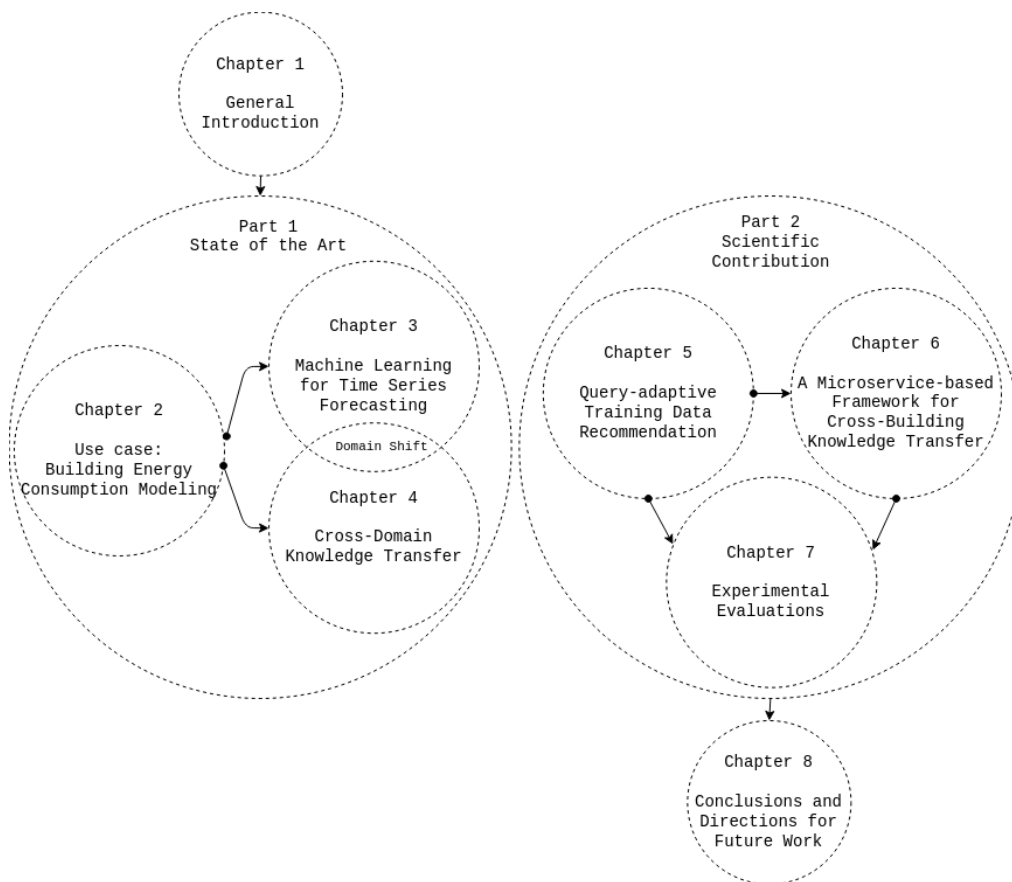 Chapter 1
General
Introduction
Part 1
State of the Art
Chapter 2
Use case:
Building Energy
Consumption Modeling
Chapter 3
Machine Learning
for Time Series
Forecasting
Domain Shift
Chapter 4
Cross-Domain
Knowledge Transfer
Part 2
Scientific
Contribution
Chapter 5
Query-adaptive
Training Data
Recommendation
Chapter 6
A Microservice-based
Framework for
Cross-Building
Knowledge Transfer
Chapter 7
Experimental
Evaluations
Chapter 8
Conclusions and
Directions for
Future Work